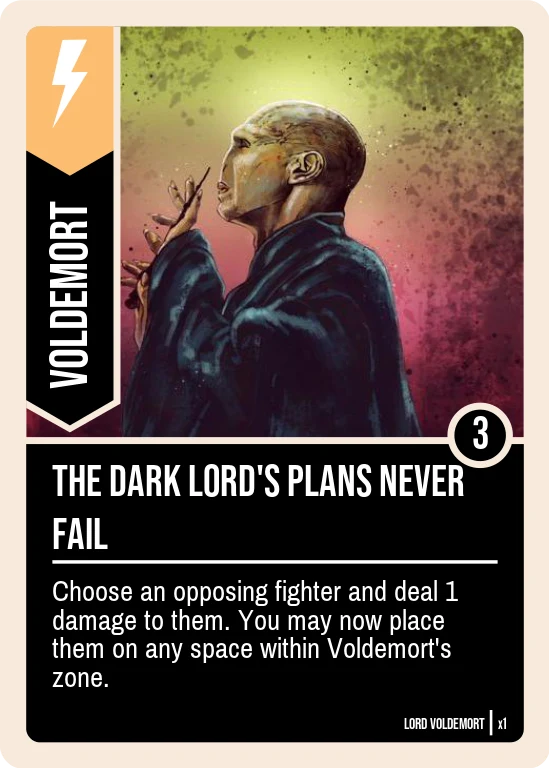 VOLDEMORT
3
THE DARK LORD'S PLANS NEVER
FAIL
Choose an opposing fighter and deal 1
damage to them. You may now place
them on any space within Voldemort's
zone.
LORD VOLDEMORT | x1